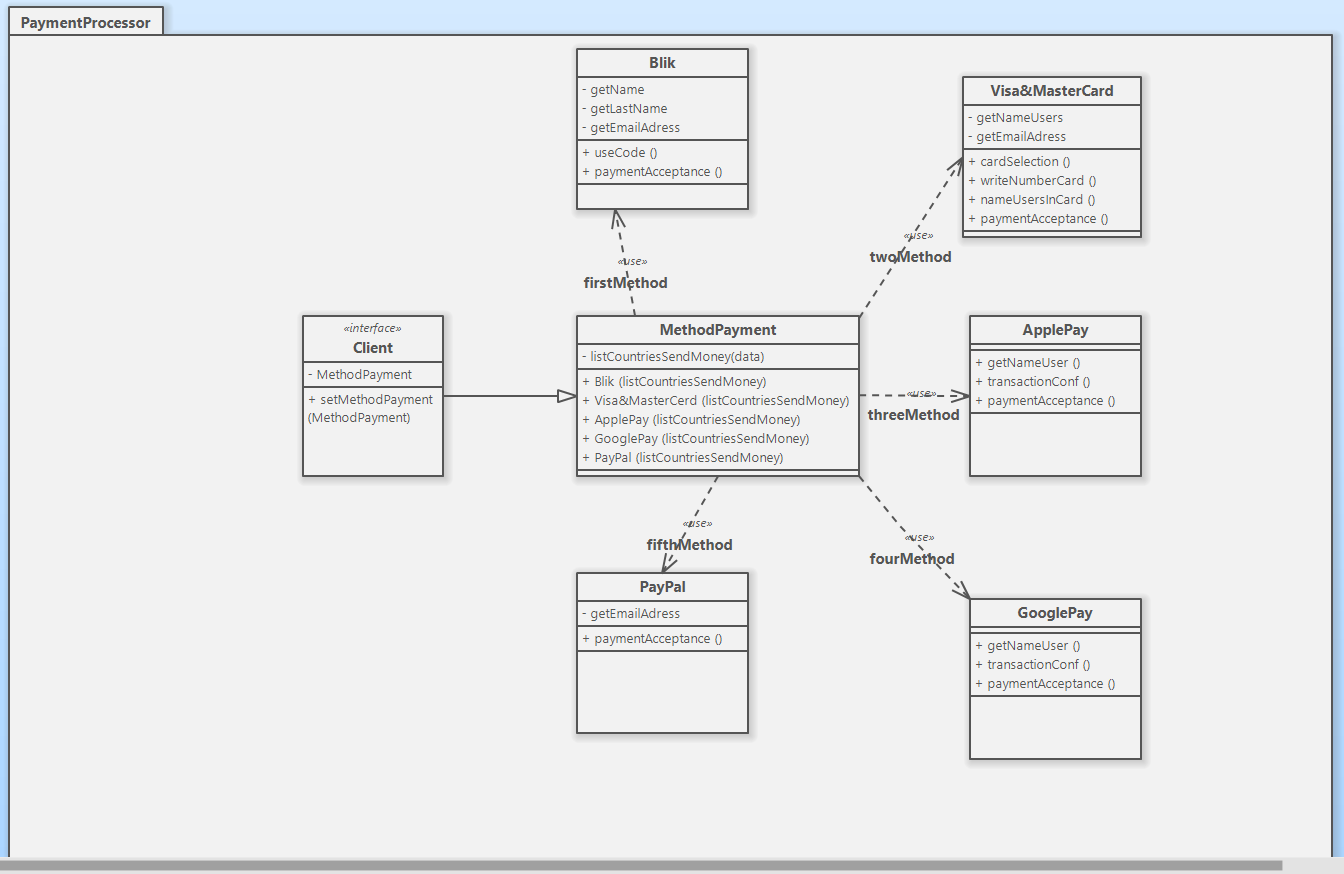 PaymentProcessor
Blik
- getName
- getLastName
- getEmailAdress
+ useCode ()
+ paymentAcceptance ()
Visa&MasterCard
- getNameUsers
- getEmailAdress
+ cardSelection ()
+ writeNumberCard ()
+ nameUsersInCard ()
+ paymentAcceptance ()
«use»
twoMethod
«use»
firstMethod
«interface»
Client
- MethodPayment
+ setMethodPayment
(MethodPayment)
MethodPayment
- listCountriesSendMoney(data)
+ Blik (listCountriesSendMoney)
+ Visa&MasterCerd (listCountriesSendMoney)
+ ApplePay (listCountriesSendMoney)
+ GooglePay (listCountriesSendMoney)
+ PayPal (listCountriesSendMoney)
«use»
threeMethod
ApplePay
+ getNameUser ()
+ transactionConf ()
+ paymentAcceptance ()
«use»
fifthMethod
«use»
fourMethod
PayPal
- getEmailAdress
+ paymentAcceptance ()
GooglePay
+ getNameUser ()
+ transactionConf ()
+ paymentAcceptance ()